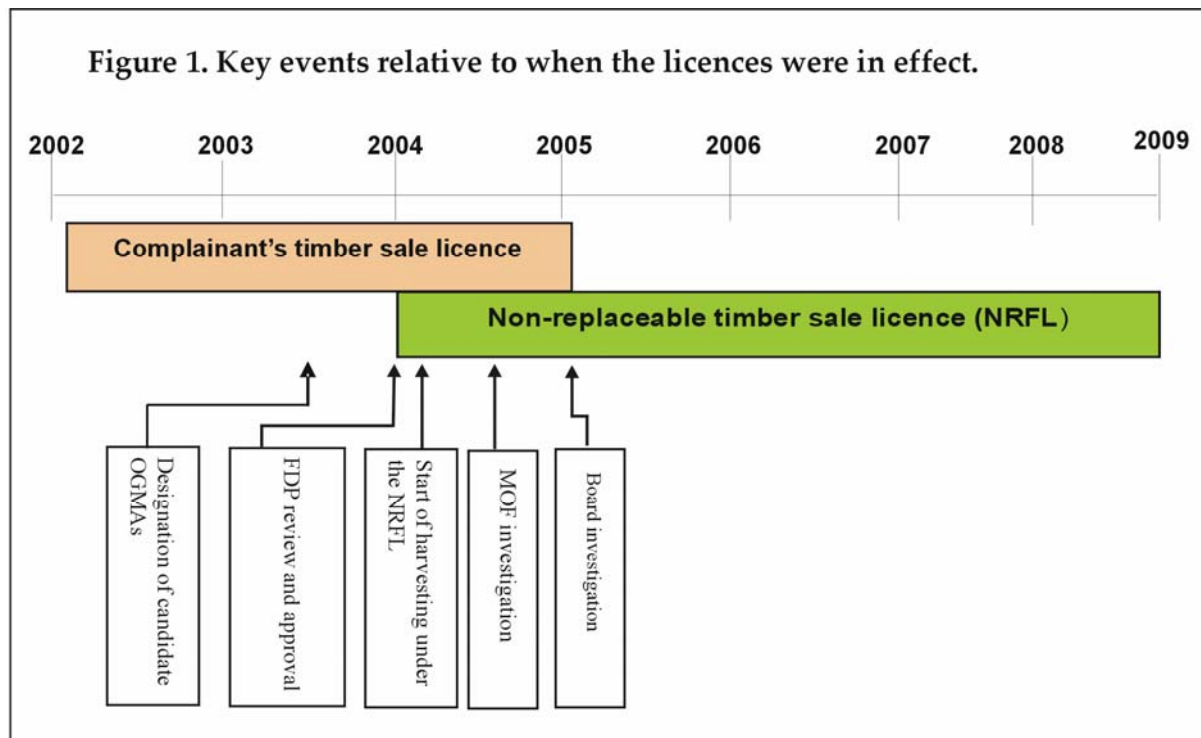 Figure 1. Key events relative to when the licences were in effect.
2002 2003 2004 2005 2006 2007 2008 2009
Complainant's timber sale licence
Non-replaceable timber sale licence (NRFL)
Designation of candidate
OGMAs
FDP review and approval
Start of harvesting under
the NRFL
MOF investigation
Board investigation